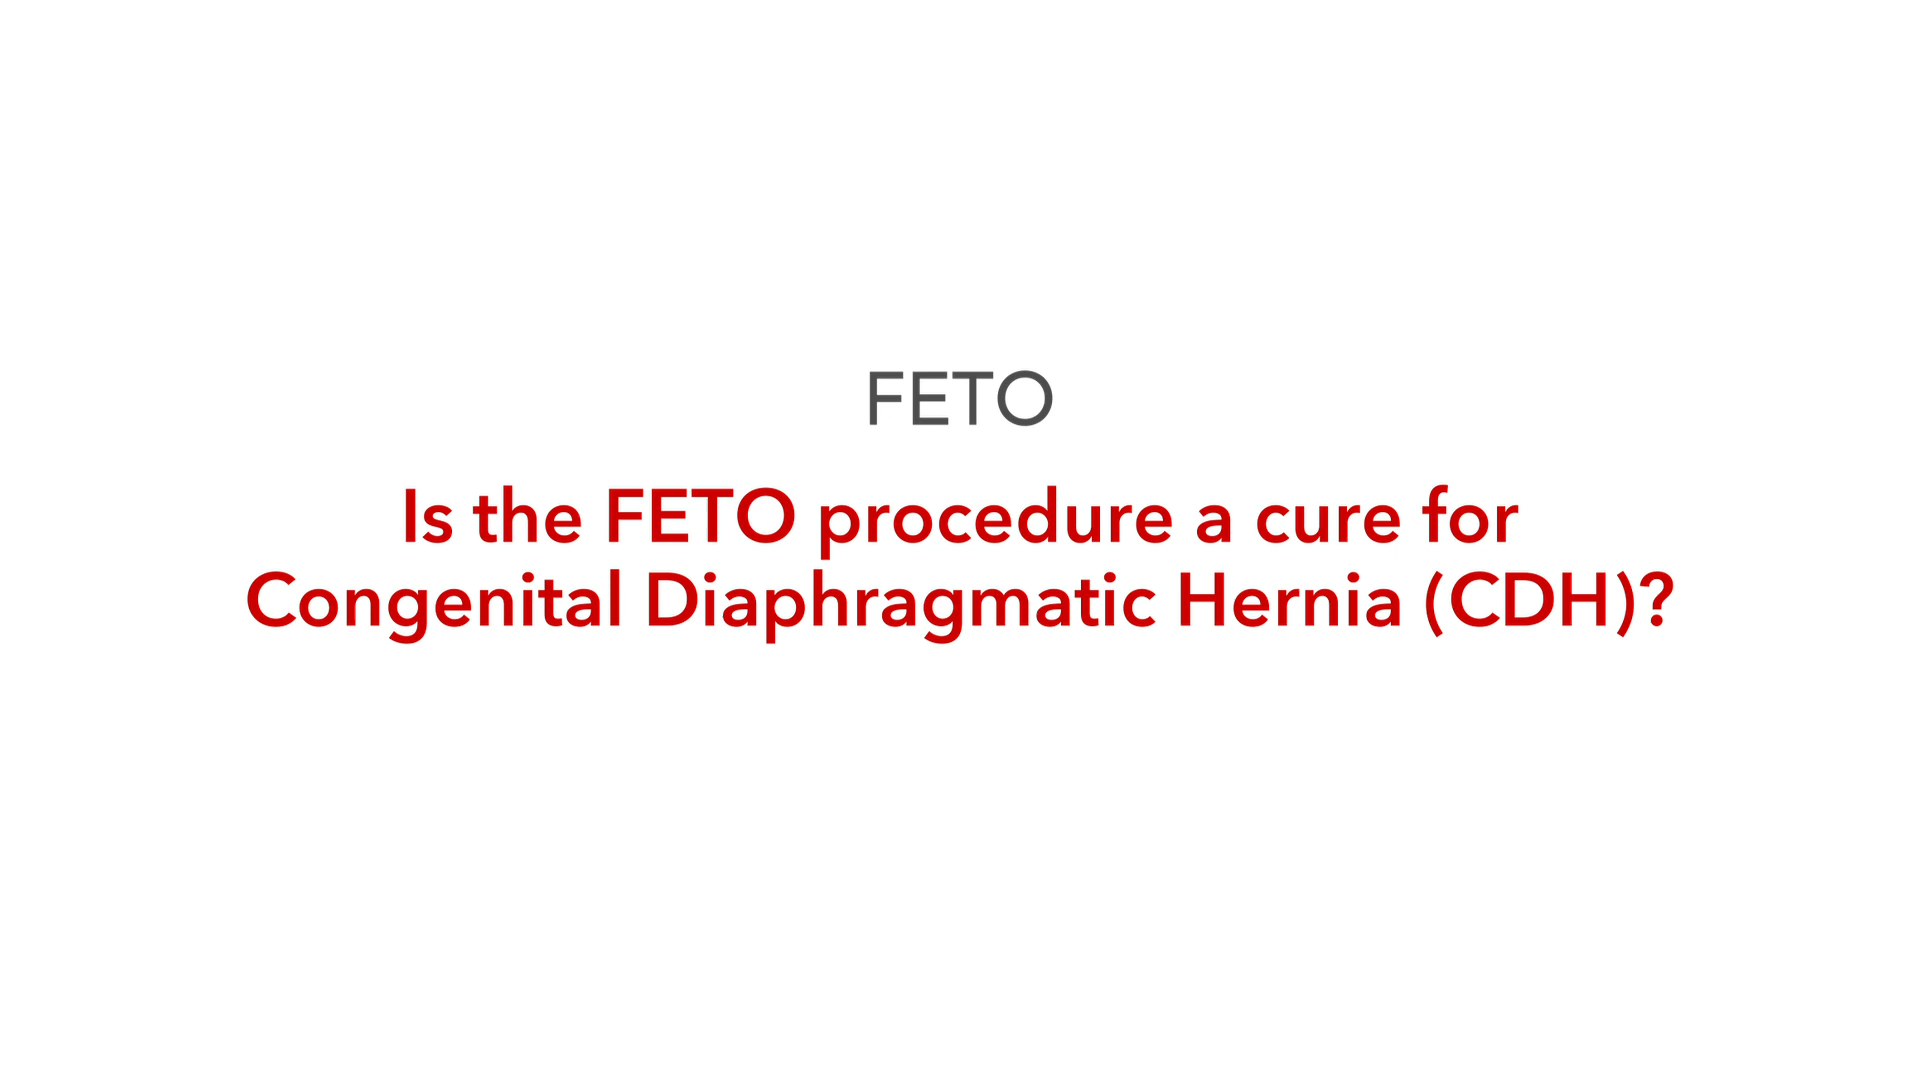 FETO
Is the FETO procedure a cure for
Congenital Diaphragmatic Hernia (CDH)?